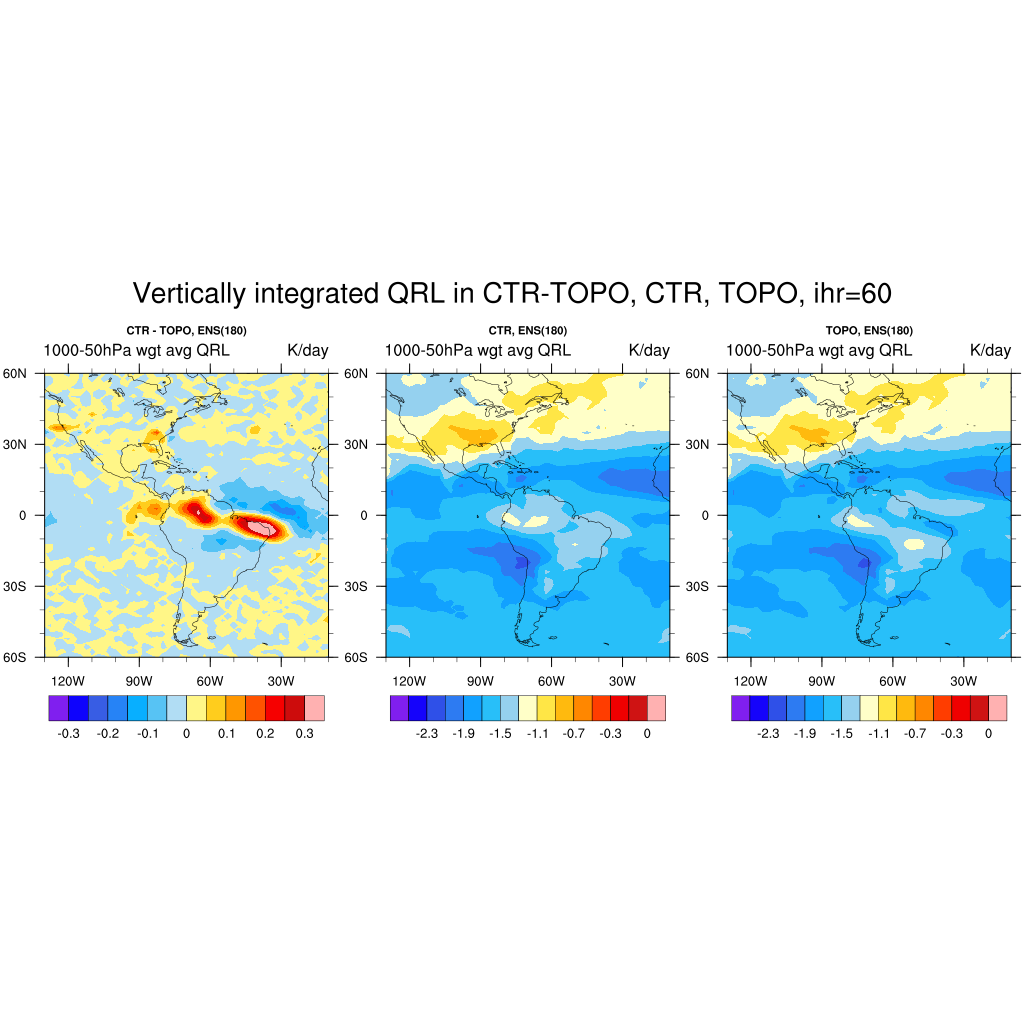 Vertically integrated QRL in CTR-TOPO, CTR, TOPO, ihr=60
CTR - TOPO, ENS(180)
1000-50hPa wgt avg QRL K/day
60N
30N
0
30S
60S
120W 90W 60W 30W
-0.3 -0.2 -0.1 0 0.1 0.2 0.3
CTR, ENS(180)
1000-50hPa wgt avg QRL K/day
60N
30N
0
30S
60S
120W 90W 60W 30W
-2.3 -1.9 -1.5 -1.1 -0.7 -0.3 0
TOPO, ENS(180)
1000-50hPa wgt avg QRL K/day
60N
30N
0
30S
60S
120W 90W 60W 30W
-2.3 -1.9 -1.5 -1.1 -0.7 -0.3 0